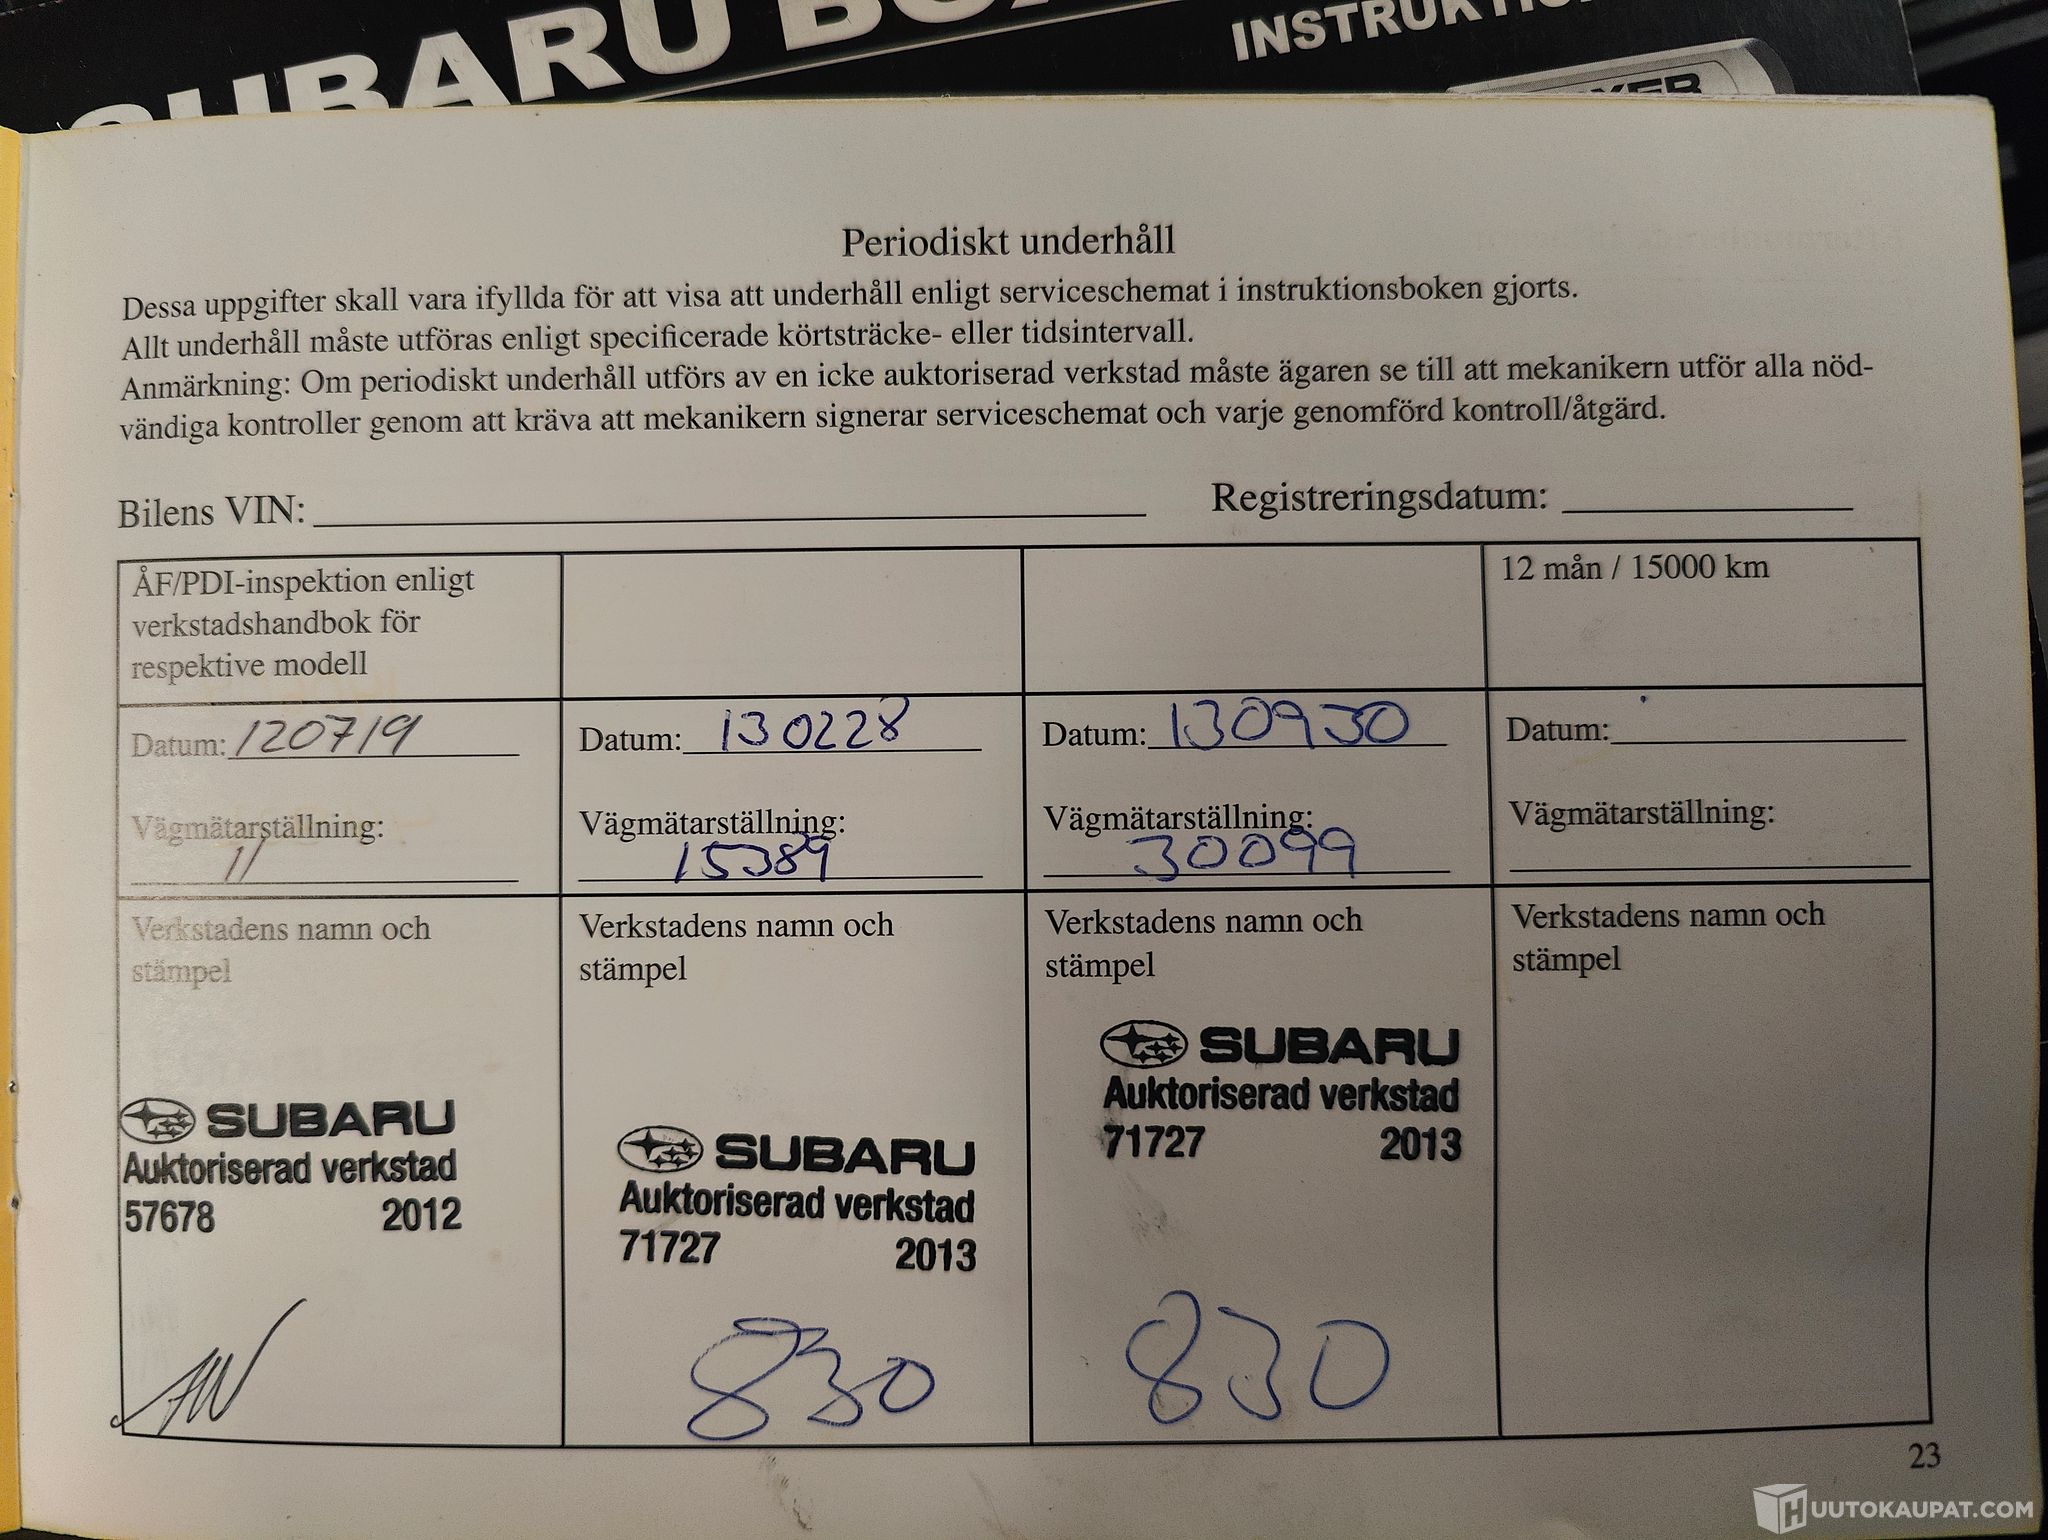 SUBARU BO
INSTRUKTIO
XER
Periodiskt underhåll
Dessa uppgifter skall vara ifyllda för att visa att underhåll enligt serviceschemat i instruktionsboken gjorts.
Allt underhåll måste utföras enligt specificerade körtsträcke- eller tidsintervall.
Anmärkning: Om periodiskt underhåll utförs av en icke auktoriserad verkstad måste ägaren se till att mekanikern utför alla nöd-
vändiga kontroller genom att kräva att mekanikern signerar serviceschemat och varje genomförd kontroll/åtgärd.
Bilens VIN: Registreringsdatum:
ÅF/PDI-inspektion enligt
verkstadshandbok för
respektive modell
12 mån / 15000 km
Datum: 120719
Vägmätarställning:
11
Verkstadens namn och
stämpel
SUBARU
Auktoriserad verkstad
57678 2012
Datum: 130228
Vägmätarställning:
15389
Verkstadens namn och
stämpel
SUBARU
Auktoriserad verkstad
71727 2013
830
Datum: 130930
Vägmätarställning:
30099
Verkstadens namn och
stämpel
SUBARU
Auktoriserad verkstad
71727 2013
830
Datum:
Vägmätarställning:
Verkstadens namn och
stämpel
23
HUUTOKAUPAT.COM